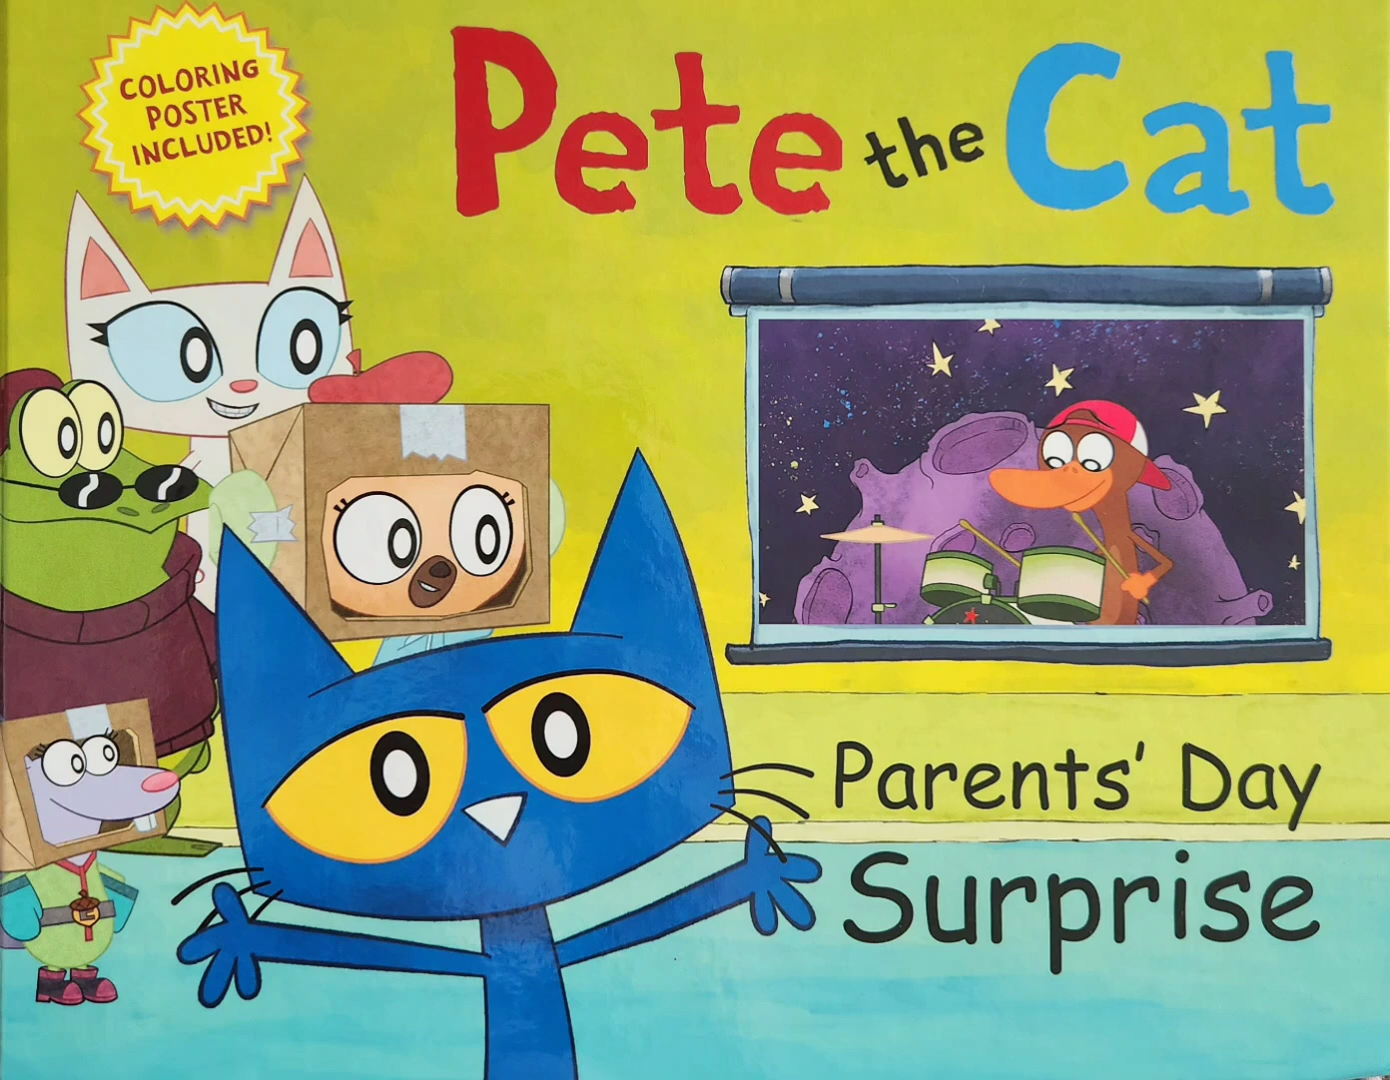 COLORING
POSTER
INCLUDED!
Pete the Cat
Parents' Day
Surprise